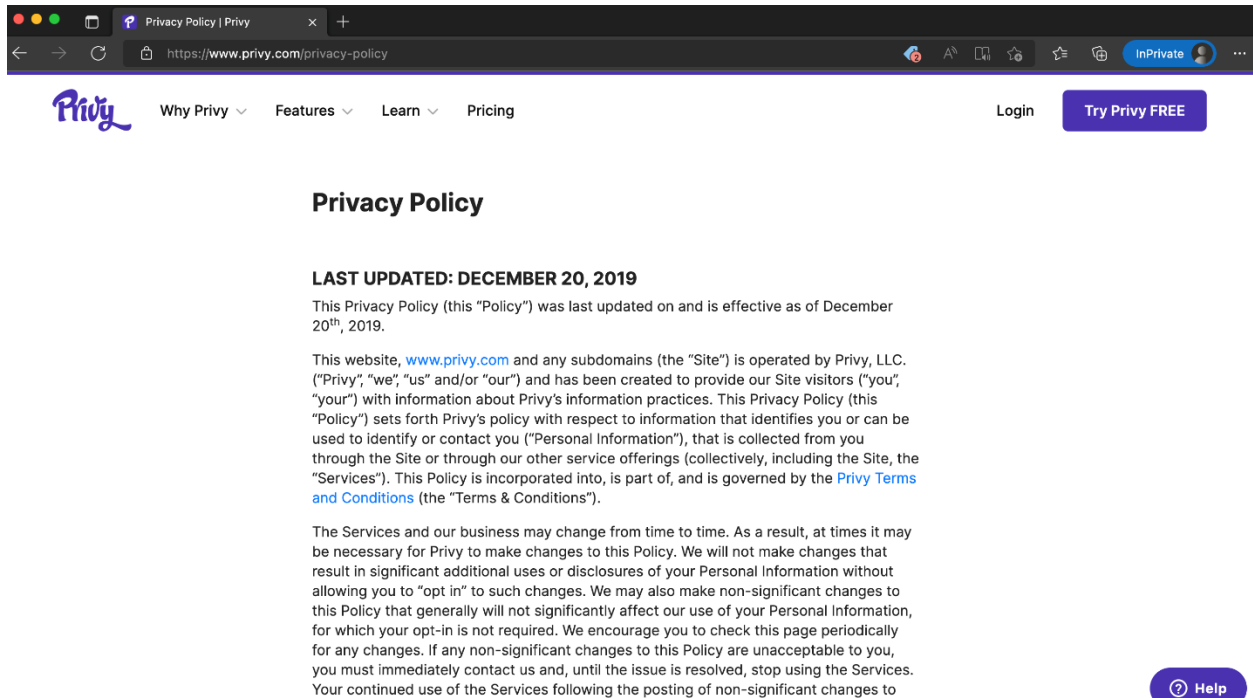 Privacy Policy | Privy
https://www.privy.com/privacy-policy
2
InPrivate
Privy
Why Privy
Features
Learn
Pricing
Login
Try Privy FREE
Privacy Policy
LAST UPDATED: DECEMBER 20, 2019
This Privacy Policy (this “Policy”) was last updated on and is effective as of December
20th, 2019.
This website, www.privy.com and any subdomains (the “Site”) is operated by Privy, LLC.
(“Privy”, “we”, “us” and/or “our”) and has been created to provide our Site visitors (“you”,
“your”) with information about Privy’s information practices. This Privacy Policy (this
“Policy”) sets forth Privy’s policy with respect to information that identifies you or can be
used to identify or contact you (“Personal Information”), that is collected from you
through the Site or through our other service offerings (collectively, including the Site, the
“Services”). This Policy is incorporated into, is part of, and is governed by the Privy Terms
and Conditions (the “Terms & Conditions”).
The Services and our business may change from time to time. As a result, at times it may
be necessary for Privy to make changes to this Policy. We will not make changes that
result in significant additional uses or disclosures of your Personal Information without
allowing you to “opt in” to such changes. We may also make non-significant changes to
this Policy that generally will not significantly affect our use of your Personal Information,
for which your opt-in is not required. We encourage you to check this page periodically
for any changes. If any non-significant changes to this Policy are unacceptable to you,
you must immediately contact us and, until the issue is resolved, stop using the Services.
Your continued use of the Services following the posting of non-significant changes to
Help